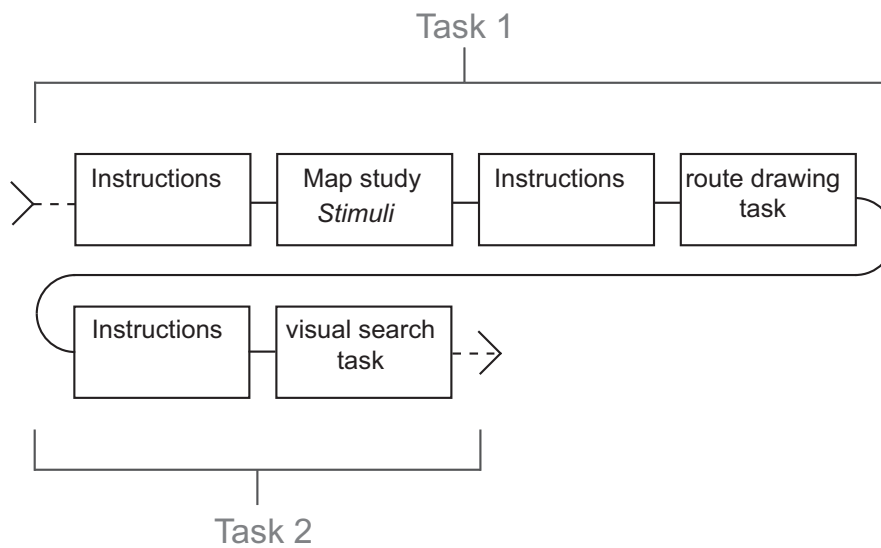 Task 1
Instructions
Map study
Stimuli
Instructions
route drawing
task
Instructions
visual search
task
Task 2